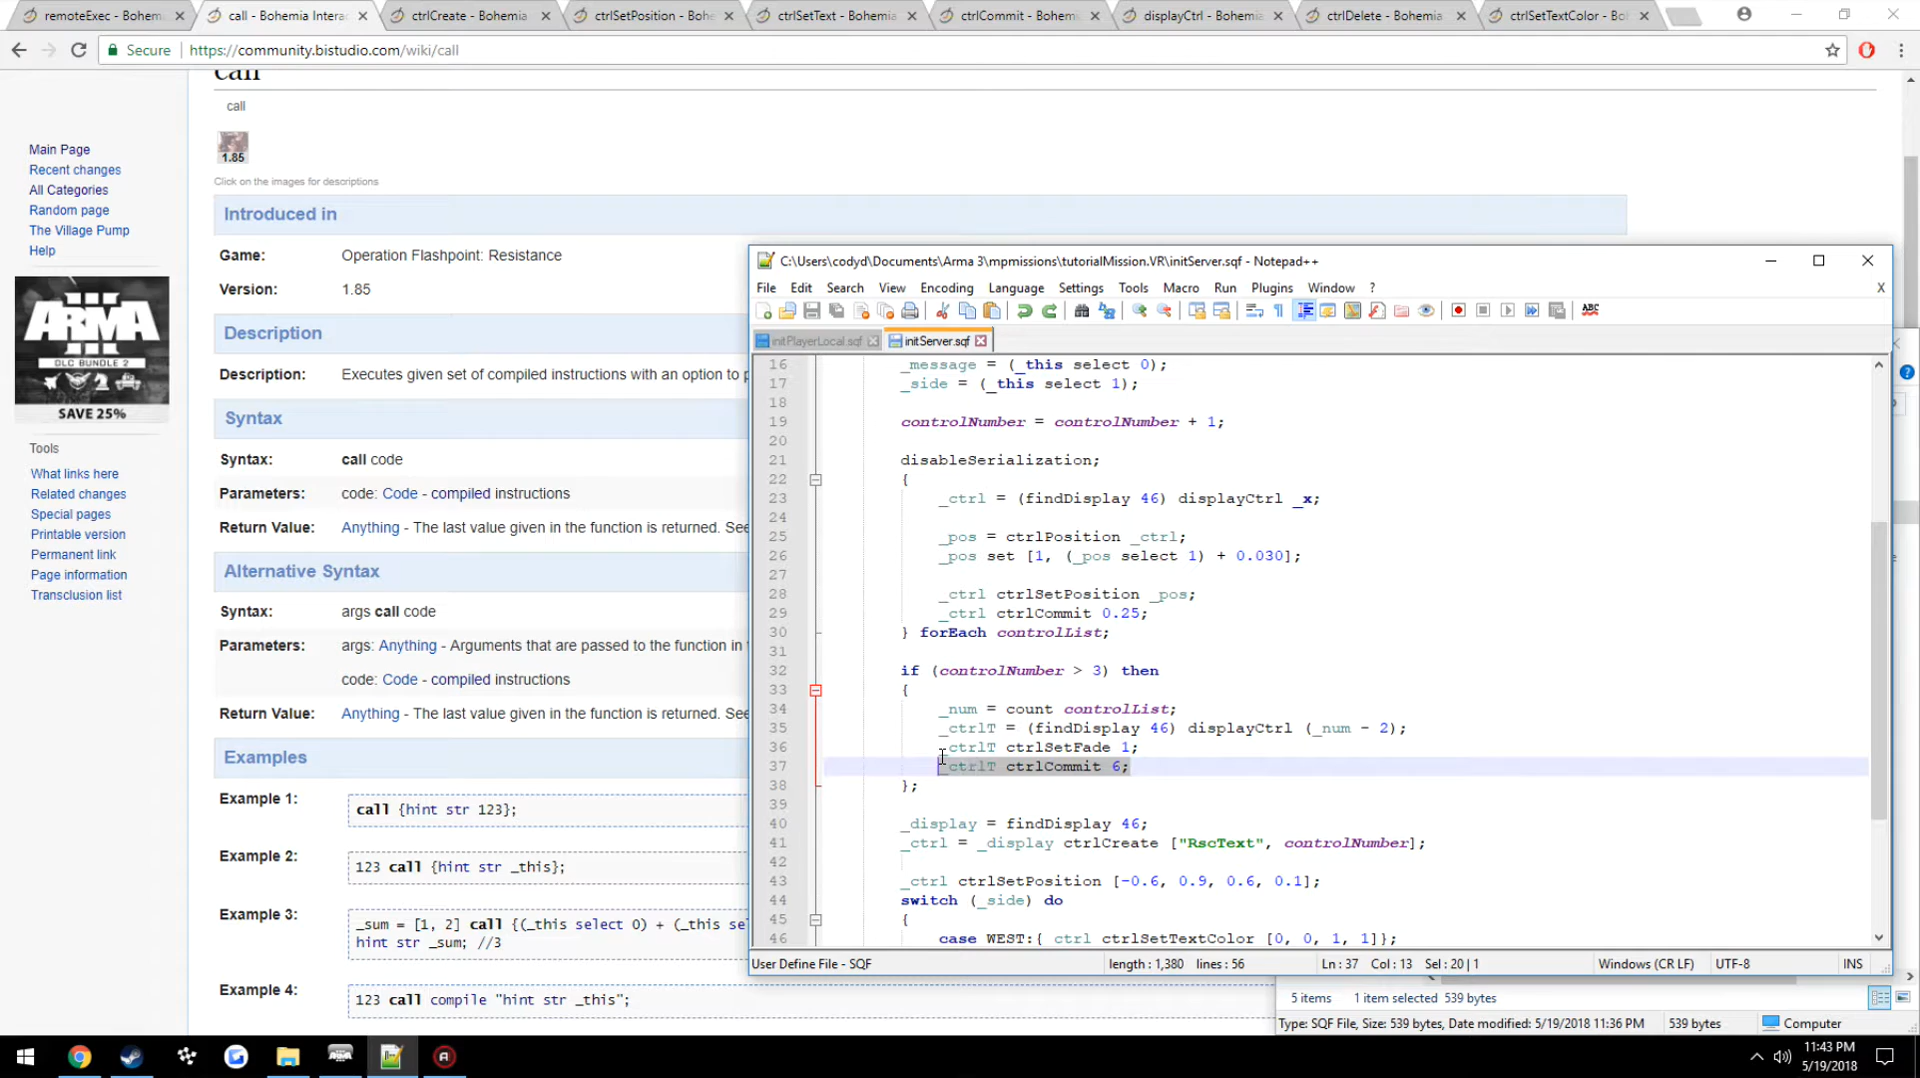 remoteExec - Bohemia
call - Bohemia Interac
ctrlCreate - Bohemia
ctrlSetPosition - Bohe
ctrlSetText - Bohemia
ctrlCommit - Bohemia
displayCtrl - Bohemia
ctrlDelete - Bohemia
ctrlSetTextColor - Boh
Secure
https://community.bistudio.com/wiki/call
call
call
1.85
Click on the images for descriptions
Main Page
Recent changes
All Categories
Random page
The Village Pump
Help
ARMA
DLC BUNDLE 2
SAVE 25%
Tools
What links here
Related changes
Special pages
Printable version
Permanent link
Page information
Transclusion list
Introduced in
Game: Operation Flashpoint: Resistance
Version: 1.85
Description
Description: Executes given set of compiled instructions with an option to p
Syntax
Syntax: call code
Parameters: code: Code - compiled instructions
Return Value: Anything - The last value given in the function is returned. See
Alternative Syntax
Syntax: args call code
Parameters: args: Anything - Arguments that are passed to the function in
code: Code - compiled instructions
Return Value: Anything - The last value given in the function is returned. See
Examples
Example 1: call {hint str 123};
Example 2: 123 call {hint str _this};
Example 3: _sum = [1, 2] call {(_this select 0) + (_this sel
hint str _sum; //3
Example 4: 123 call compile "hint str _this";
C:\Users\codyd\Documents\Arma 3\mpmissions\tutorialMission.VR\initServer.sqf - Notepad++
File Edit Search View Encoding Language Settings Tools Macro Run Plugins Window ? X
initPlayerLocal.sqf
initServer.sqf
16 _message = (_this select 0);
17 _side = (_this select 1);
18
19 controlNumber = controlNumber + 1;
20
21 disableSerialization;
22 {
23 _ctrl = (findDisplay 46) displayCtrl _x;
24
25 _pos = ctrlPosition _ctrl;
26 _pos set [1, (_pos select 1) + 0.030];
27
28 _ctrl ctrlSetPosition _pos;
29 _ctrl ctrlCommit 0.25;
30 } forEach controlList;
31
32 if (controlNumber > 3) then
33 {
34 _num = count controlList;
35 _ctrlT = (findDisplay 46) displayCtrl (_num - 2);
36 _ctrlT ctrlSetFade 1;
37 _ctrlT ctrlCommit 6;
38 };
39
40 _display = findDisplay 46;
41 _ctrl = _display ctrlCreate ["RscText", controlNumber];
42
43 _ctrl ctrlSetPosition [-0.6, 0.9, 0.6, 0.1];
44 switch (_side) do
45 {
46 case WEST:{ ctrl ctrlSetTextColor [0, 0, 1, 1]};
User Define File - SQF
length : 1,380 lines : 56
Ln : 37 Col : 13 Sel : 20 | 1
Windows (CR LF)
UTF-8
INS
5 items 1 item selected 539 bytes
Type: SQF File, Size: 539 bytes, Date modified: 5/19/2018 11:36 PM
539 bytes
Computer
11:43 PM
5/19/2018